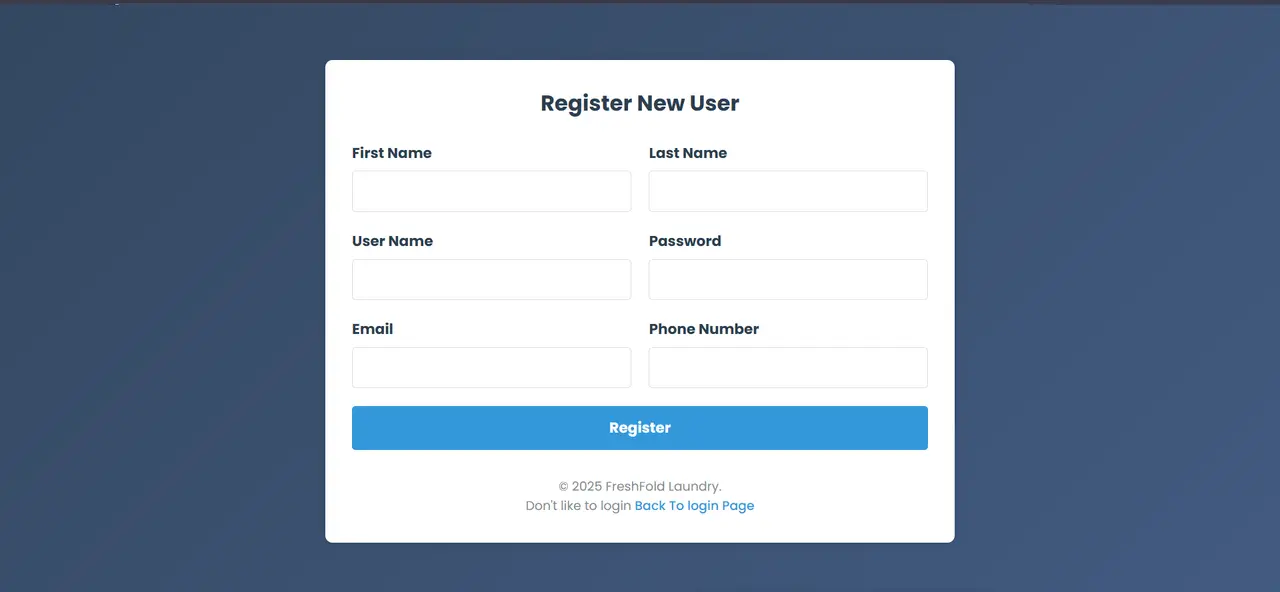 Register New User
First Name
Last Name
User Name
Password
Email
Phone Number
Register
© 2025 FreshFold Laundry.
Don't like to login Back To login Page